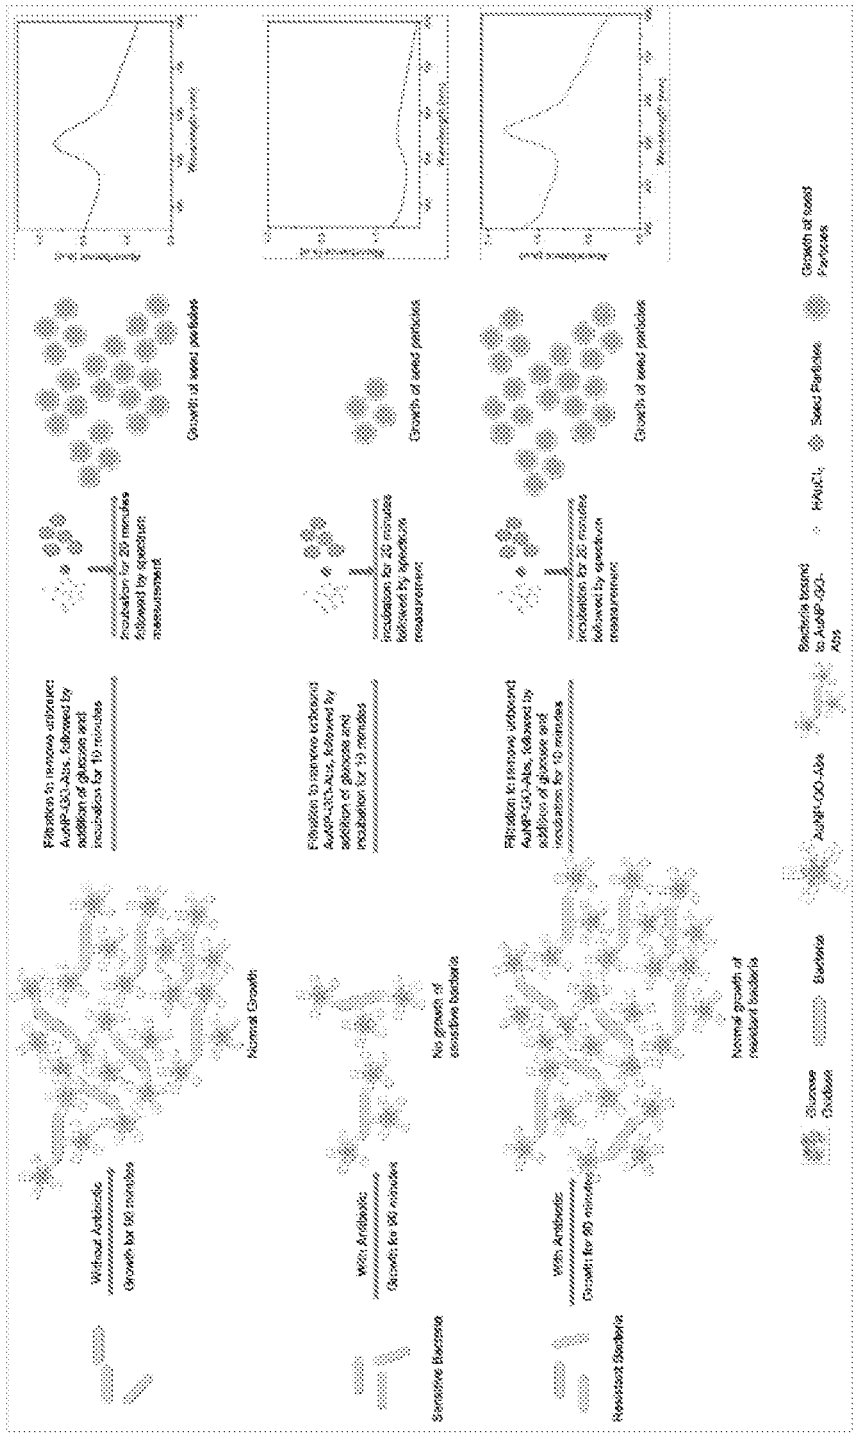 Without Antibiotic
Growth for 90 minutes
Normal Growth
Filtration to remove unbound
AuNP-GO-Abs, followed by
addition of glucose and
incubation for 10 minutes
Incubation for 20 minutes
followed by spectrum
measurement
Growth of seed particles
Wavelength (nm)
Sensitive Bacteria
With Antibiotic
Growth for 90 minutes
No growth of
sensitive bacteria
Filtration to remove unbound
AuNP-GO-Abs, followed by
addition of glucose and
incubation for 10 minutes
Incubation for 20 minutes
followed by spectrum
measurement
Growth of seed particles
Wavelength (nm)
Resistant Bacteria
With Antibiotic
Growth for 90 minutes
Normal growth of
resistant bacteria
Filtration to remove unbound
AuNP-GO-Abs, followed by
addition of glucose and
incubation for 10 minutes
Incubation for 20 minutes
followed by spectrum
measurement
Growth of seed particles
Wavelength (nm)
Glucose
Oxidase
Bacteria
AuNP-GO-Abs
Bacteria bound
to AuNP-GO-
Abs
HAuCl4
Seed Particles
Growth of seed
Particles